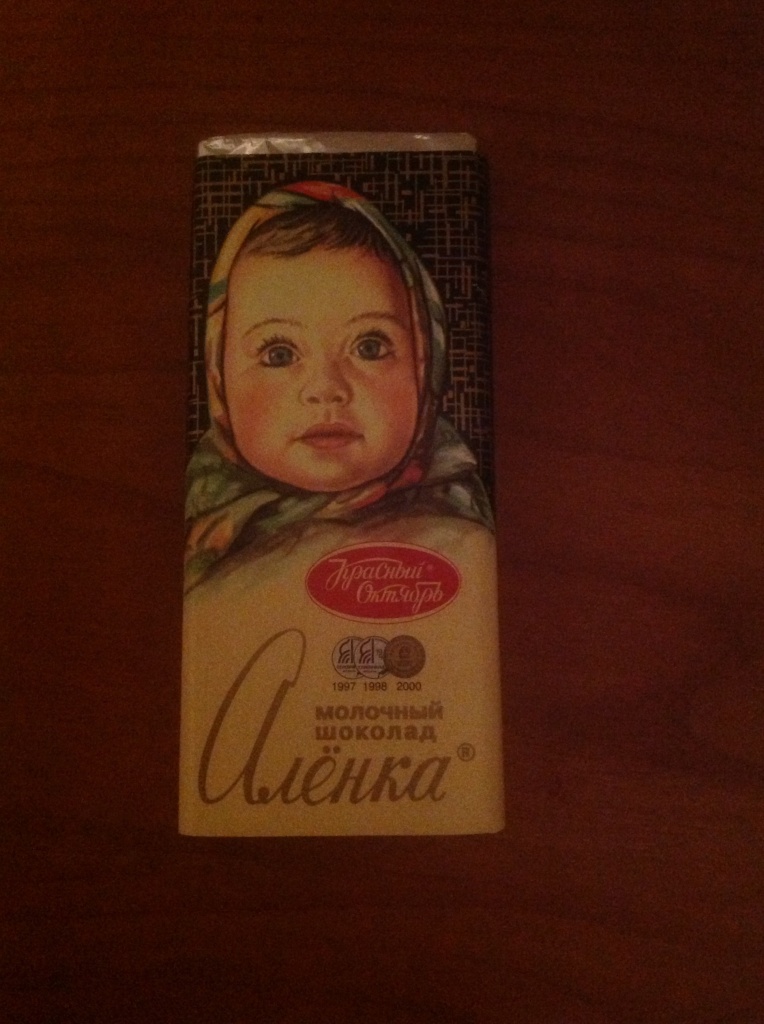 Красный
Октябрь
1997 1998 2000
МОЛОЧНЫЙ
ШОКОЛАД
Алёнка®